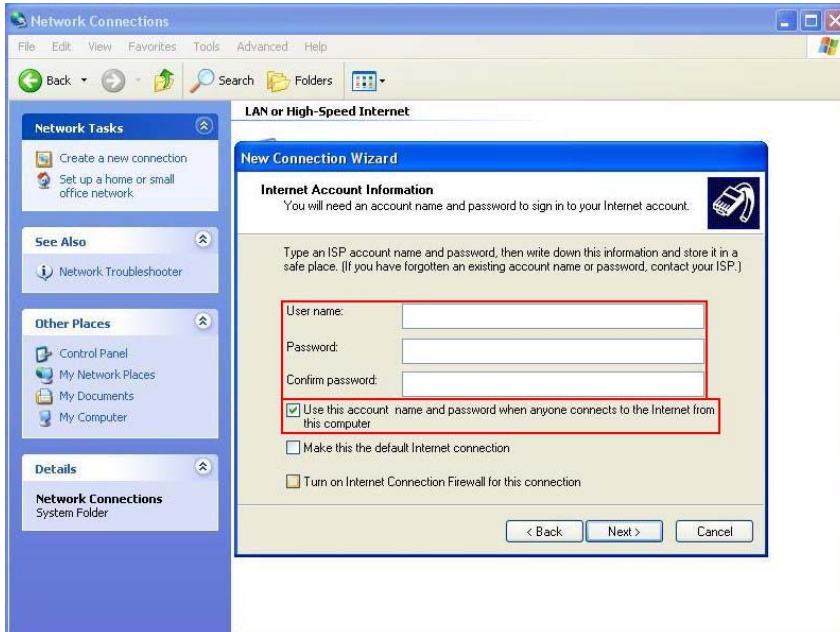 Network Connections
File Edit View Favorites Tools Advanced Help
Back Search Folders
Network Tasks
Create a new connection
Set up a home or small
office network
See Also
Network Troubleshooter
Other Places
Control Panel
My Network Places
My Documents
My Computer
Details
Network Connections
System Folder
LAN or High-Speed Internet
New Connection Wizard
Internet Account Information
You will need an account name and password to sign in to your Internet account.
Type an ISP account name and password, then write down this information and store it in a
safe place. (If you have forgotten an existing account name or password, contact your ISP.)
User name:
Password:
Confirm password:
Use this account name and password when anyone connects to the Internet from
this computer
Make this the default Internet connection
Turn on Internet Connection Firewall for this connection
< Back Next > Cancel